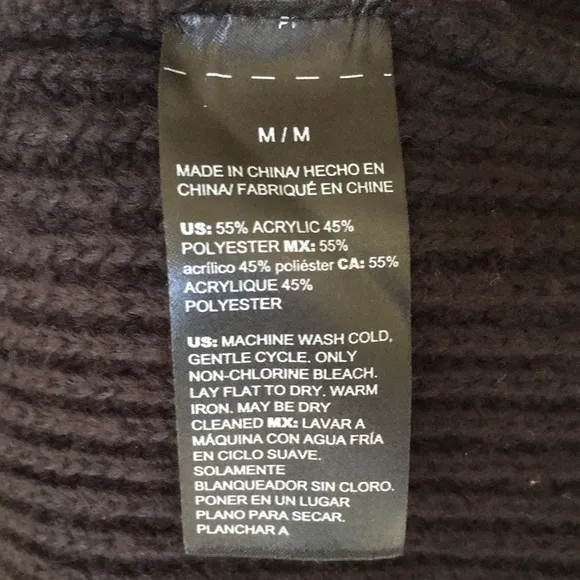 M / M
MADE IN CHINA/ HECHO EN
CHINA/ FABRIQUÉ EN CHINE
US: 55% ACRYLIC 45%
POLYESTER MX: 55%
acrílico 45% poliéster CA: 55%
ACRYLIQUE 45%
POLYESTER
US: MACHINE WASH COLD,
GENTLE CYCLE. ONLY
NON-CHLORINE BLEACH.
LAY FLAT TO DRY. WARM
IRON. MAY BE DRY
CLEANED MX: LAVAR A
MÁQUINA CON AGUA FRÍA
EN CICLO SUAVE.
SOLAMENTE
BLANQUEADOR SIN CLORO.
PONER EN UN LUGAR
PLANO PARA SECAR.
PLANCHAR A